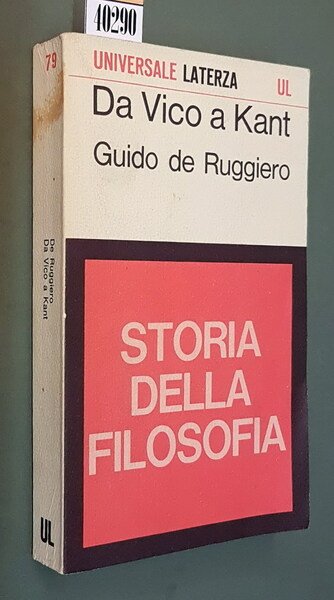 40290
UNIVERSALE LATERZA UL
Da Vico a Kant
Guido de Ruggiero
STORIA
DELLA
FILOSOFIA
79
De Ruggiero
Da Vico a Kant
UL